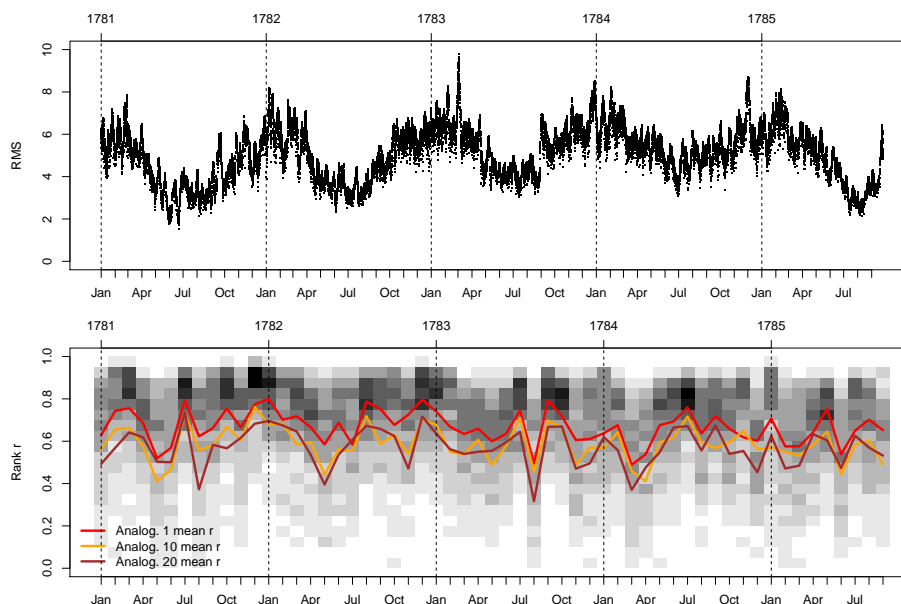 1781 1782 1783 1784 1785
10
8
6
4
2
0
RMS
Jan Apr Jul Oct Jan Apr Jul Oct Jan Apr Jul Oct Jan Apr Jul Oct Jan Apr Jul
1781 1782 1783 1784 1785
1.0
0.8
0.6
0.4
0.2
0.0
Rank r
Analog. 1 mean r
Analog. 10 mean r
Analog. 20 mean r
Jan Apr Jul Oct Jan Apr Jul Oct Jan Apr Jul Oct Jan Apr Jul Oct Jan Apr Jul